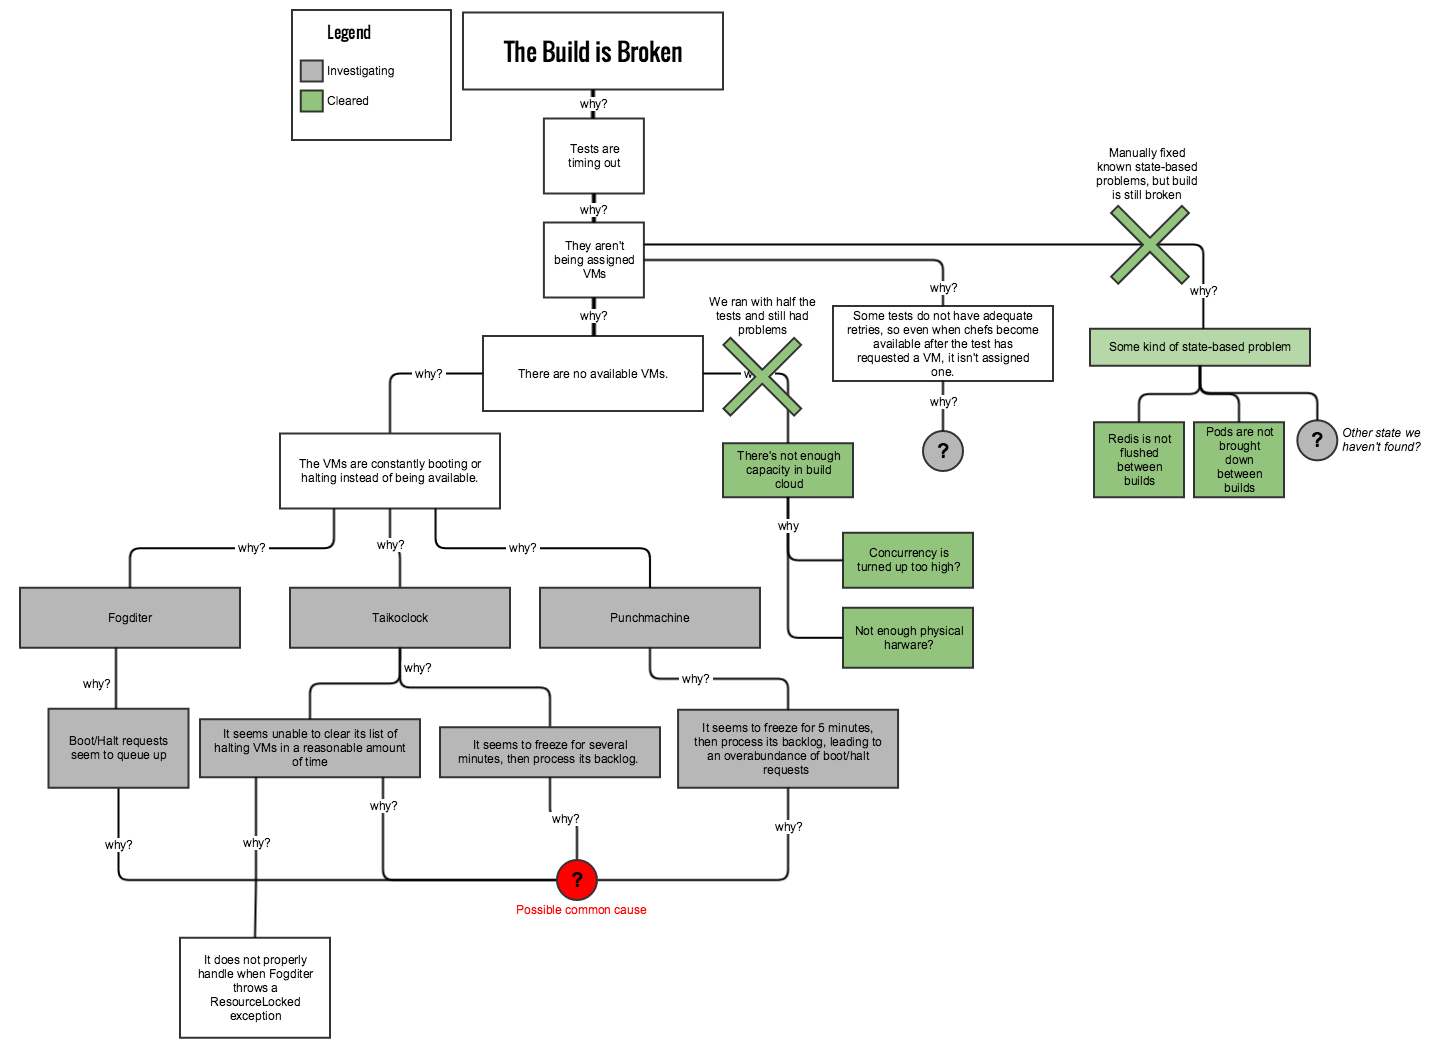 Legend
Investigating
Cleared
The Build is Broken
why?
Tests are
timing out
why?
They aren't
being assigned
VMs
why?
Manually fixed
known state-based
problems, but build
is still broken
why?
Some kind of state-based problem
Redis is not
flushed
between
builds
Pods are not
brought
down
between
builds
?
Other state we
haven't found?
why?
Some tests do not have adequate
retries, so even when chefs become
available after the test has
requested a VM, it isn't assigned
one.
why?
?
There are no available VMs.
We ran with half the
tests and still had
problems
There's not enough
capacity in build
cloud
why
Concurrency is
turned up too high?
Not enough physical
harware?
why?
The VMs are constantly booting or
halting instead of being available.
why?
why?
why?
Fogditer
Taikoclock
Punchmachine
why?
why?
why?
Boot/Halt requests
seem to queue up
It seems unable to clear its list of
halting VMs in a reasonable amount
of time
It seems to freeze for several
minutes, then process its backlog.
It seems to freeze for 5 minutes,
then process its backlog, leading to
an overabundance of boot/halt
requests
why?
why?
why?
why?
why?
?
Possible common cause
It does not properly
handle when Fogditer
throws a
ResourceLocked
exception